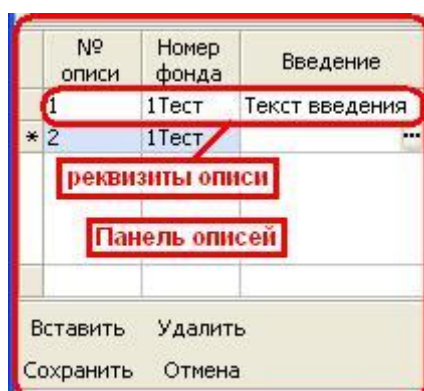 № описи Номер фонда Введение
1 1Тест Текст введения
* 2 1Тест ...
реквизиты описи
Панель описей
Вставить Удалить
Сохранить Отмена